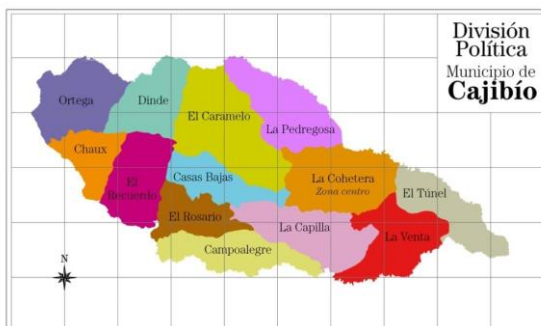 División
Política
Municipio de
Cajibío
Ortega
Dinde
El Caramelo
La Pedregosa
Chaux
El
Recuerdo
Casas Bajas
La Cohetera
Zona centro
El Túnel
El Rosario
La Capilla
La Venta
Campoalegre
N